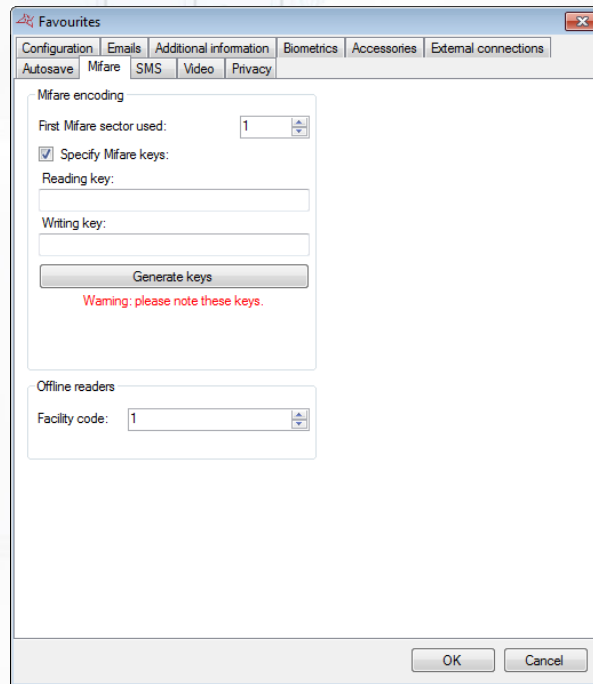 Favourites
Configuration Emails Additional information Biometrics Accessories External connections
Autosave Mifare SMS Video Privacy
Mifare encoding
First Mifare sector used: 1
Specify Mifare keys:
Reading key:
Writing key:
Generate keys
Warning: please note these keys.
Offline readers
Facility code: 1
OK Cancel